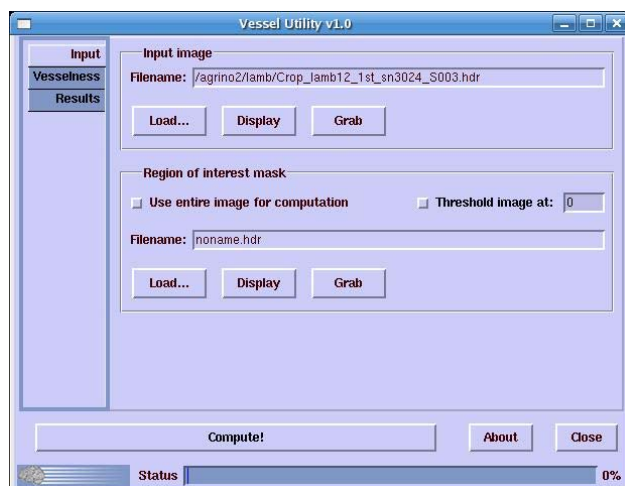 Vessel Utility v1.0
Input
Vesselness
Results
Input image
Filename: /agrino2/lamb/Crop_lamb12_1st_sn3024_S003.hdr
Load... Display Grab
Region of interest mask
Use entire image for computation Threshold image at: 0
Filename: noname.hdr
Load... Display Grab
Compute! About Close
Status 0%